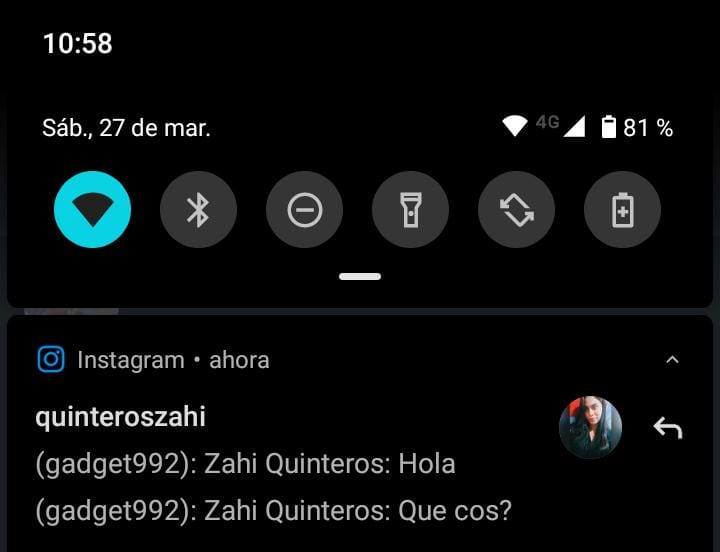 10:58
Sáb., 27 de mar.
4G
81 %
Instagram • ahora
quinteroszahi
(gadget992): Zahi Quinteros: Hola
(gadget992): Zahi Quinteros: Que cos?